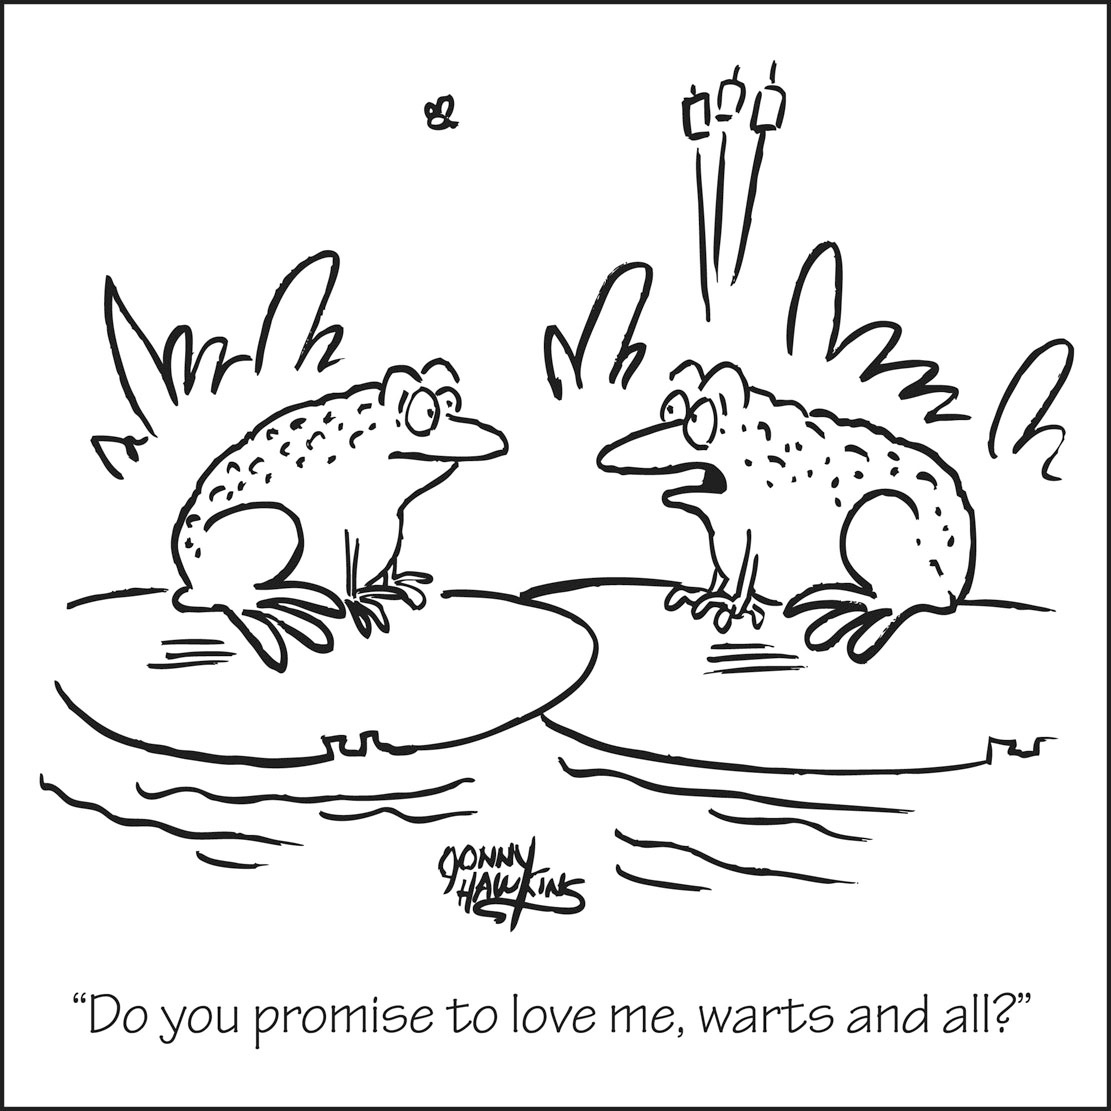 JONNY
HAWKINS
“Do you promise to love me, warts and all?”